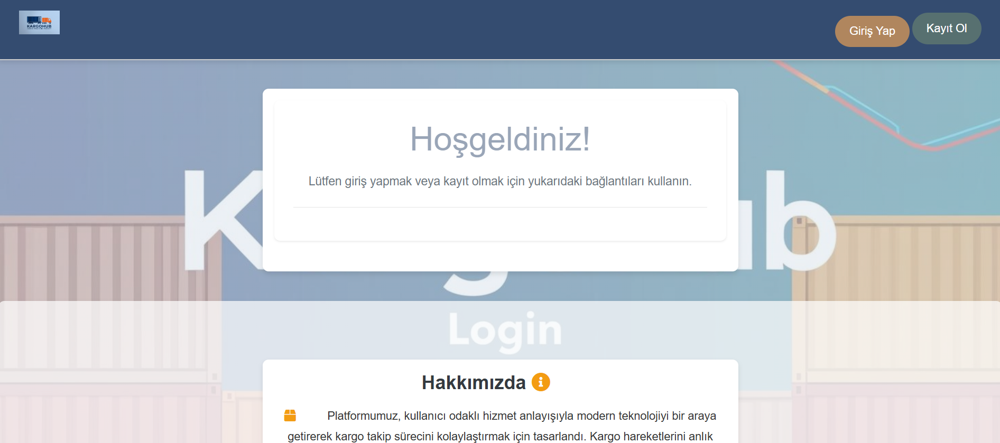 KARGOHUB
Giriş Yap
Kayıt Ol
Hoşgeldiniz!
Lütfen giriş yapmak veya kayıt olmak için yukarıdaki bağlantıları kullanın.
Login
Hakkımızda
Platformumuz, kullanıcı odaklı hizmet anlayışıyla modern teknolojiyi bir araya
getirerek kargo takip sürecini kolaylaştırmak için tasarlandı. Kargo hareketlerini anlık